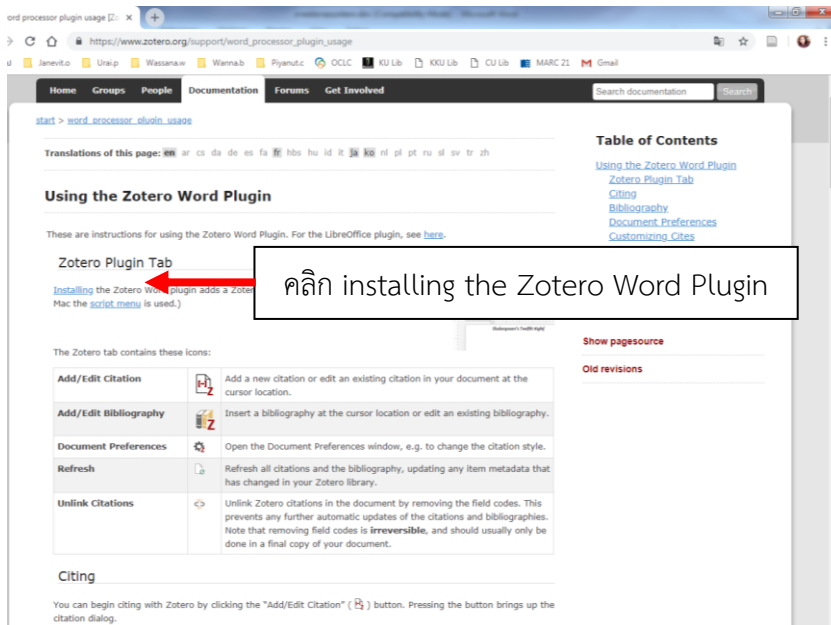 ord processor plugin usage [Zo
https://www.zotero.org/support/word_processor_plugin_usage
Janevit.o Urai.p Wassana.w Wanna.b Piyanut.c OCLC KU Lib KKU Lib CU Lib MARC 21 Gmail
Home Groups People Documentation Forums Get Involved Search documentation Search
start > word_processor_plugin_usage
Translations of this page: en ar cs da de es fa fr hbs hu id it ja ko nl pl pt ru sl sv tr zh
Table of Contents
Using the Zotero Word Plugin
Zotero Plugin Tab
Citing
Bibliography
Document Preferences
Customizing Cites
Using the Zotero Word Plugin
These are instructions for using the Zotero Word Plugin. For the LibreOffice plugin, see here.
Zotero Plugin Tab
คลิก installing the Zotero Word Plugin
Installing the Zotero Word Plugin adds a Zoter
Mac the script menu is used.)
Show pagesource
Old revisions
The Zotero tab contains these icons:
Add/Edit Citation
Add a new citation or edit an existing citation in your document at the
cursor location.
Add/Edit Bibliography
Insert a bibliography at the cursor location or edit an existing bibliography.
Document Preferences
Open the Document Preferences window, e.g. to change the citation style.
Refresh
Refresh all citations and the bibliography, updating any item metadata that
has changed in your Zotero library.
Unlink Citations
Unlink Zotero citations in the document by removing the field codes. This
prevents any further automatic updates of the citations and bibliographies.
Note that removing field codes is irreversible, and should usually only be
done in a final copy of your document.
Citing
You can begin citing with Zotero by clicking the "Add/Edit Citation" ( ) button. Pressing the button brings up the
citation dialog.